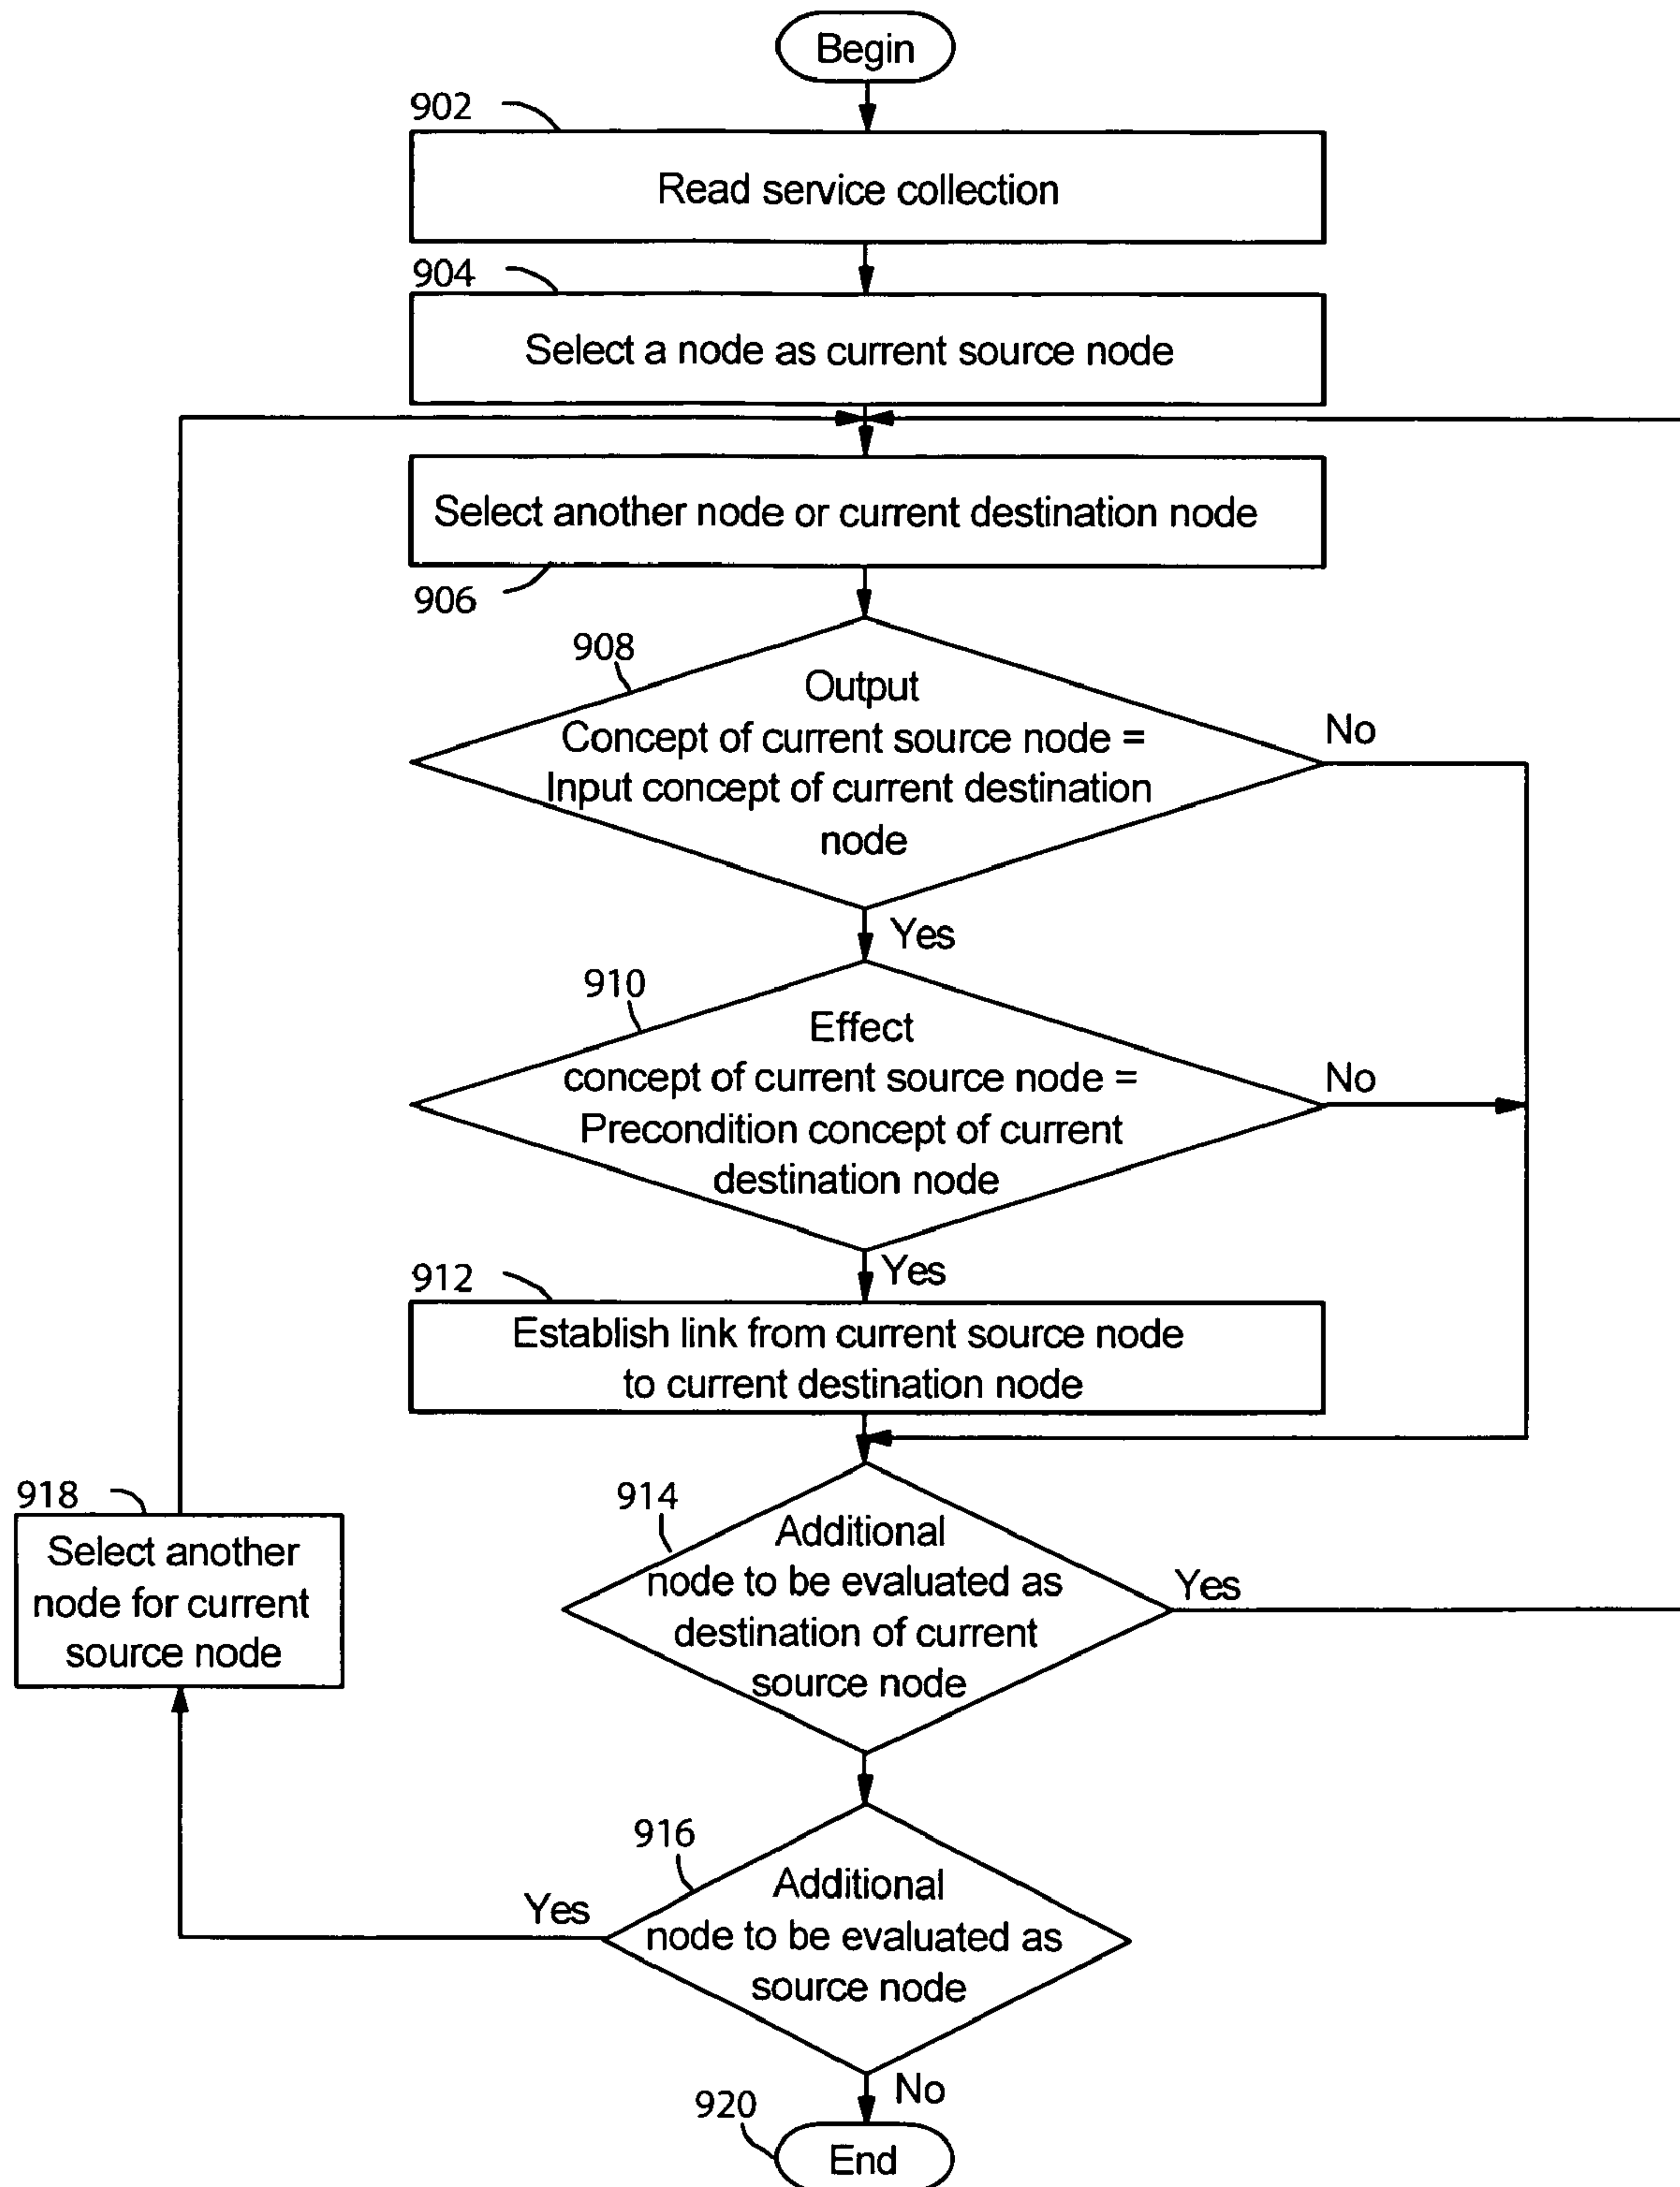 Begin
902
Read service collection
904
Select a node as current source node
Select another node or current destination node
906
908
Output
Concept of current source node =
Input concept of current destination
node
No
Yes
910
Effect
concept of current source node =
Precondition concept of current
destination node
No
Yes
912
Establish link from current source node
to current destination node
914
Additional
node to be evaluated as
destination of current
source node
Yes
918
Select another
node for current
source node
916
Additional
node to be evaluated as
source node
Yes
No
920
End